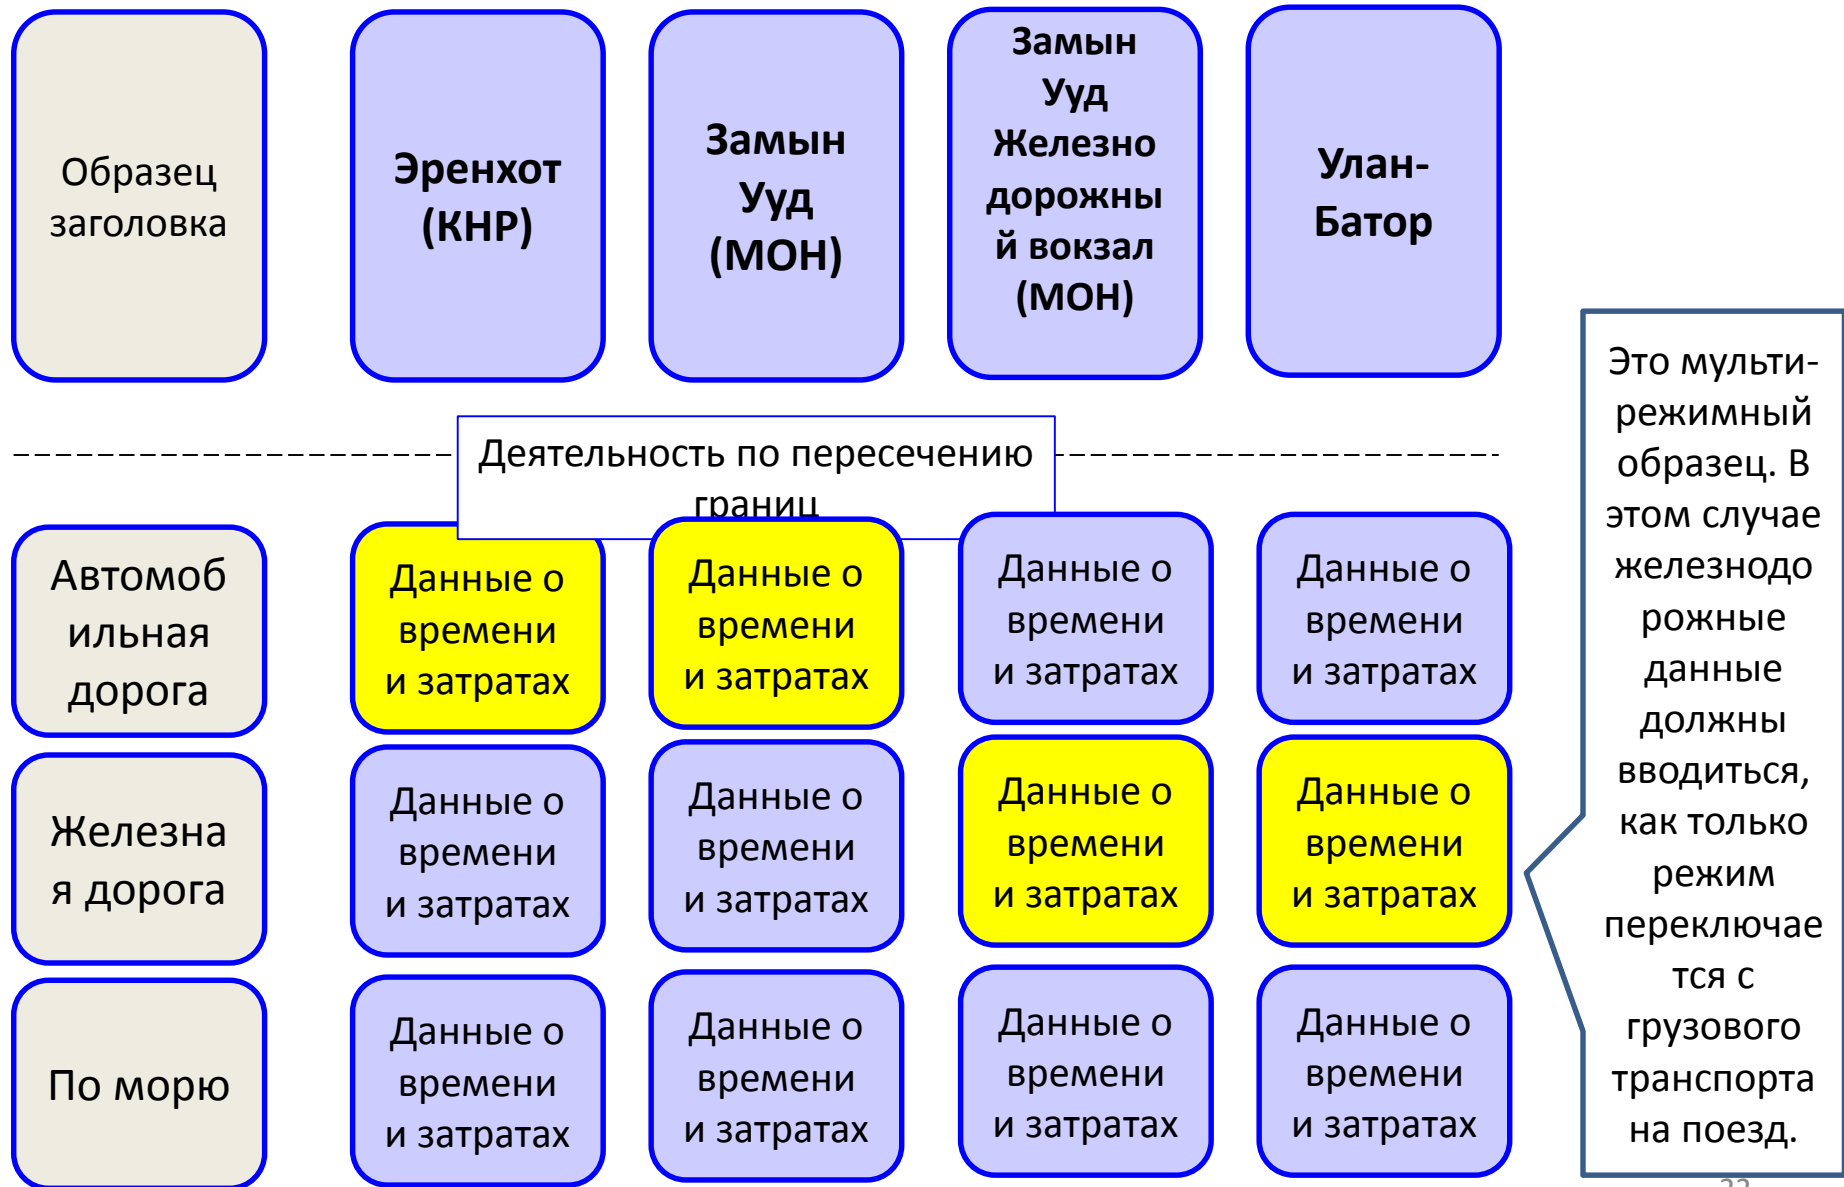 Образец
заголовка
Эренхот
(КНР)
Замын
Ууд
(МОН)
Замын
Ууд
Железно
дорожны
й вокзал
(МОН)
Улан-
Батор
Деятельность по пересечению
границ
Автомоб
ильная
дорога
Данные о
времени
и затратах
Данные о
времени
и затратах
Данные о
времени
и затратах
Данные о
времени
и затратах
Железна
я дорога
Данные о
времени
и затратах
Данные о
времени
и затратах
Данные о
времени
и затратах
Данные о
времени
и затратах
По морю
Данные о
времени
и затратах
Данные о
времени
и затратах
Данные о
времени
и затратах
Данные о
времени
и затратах
Это мульти-
режимный
образец. В
этом случае
железнодо
рожные
данные
должны
вводиться,
как только
режим
переключае
тся с
грузового
транспорта
на поезд.